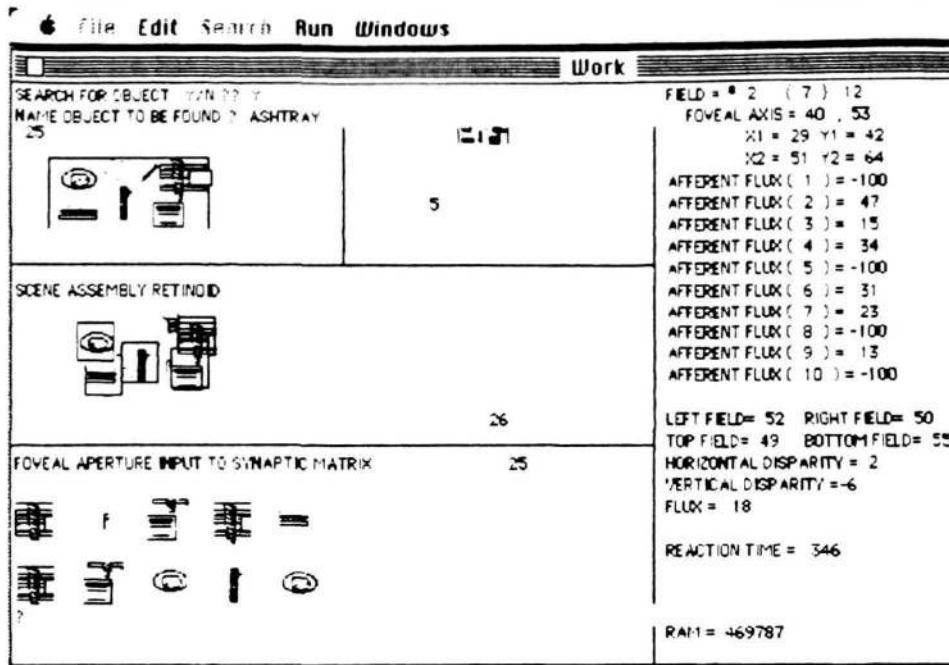 File Edit Search Run Windows
Work
SEARCH FOR OBJECT Y/N ?? Y
NAME OBJECT TO BE FOUND ? ASHTRAY
25
5
SCENE ASSEMBLY RETINOID
26
FOVEAL APERTURE INPUT TO SYNAPTIC MATRIX 25
?
FIELD = # 2 ( 7 ) 12
FOVEAL AXIS = 40 , 53
X1 = 29 Y1 = 42
X2 = 51 Y2 = 64
AFFERENT FLUX ( 1 ) = -100
AFFERENT FLUX ( 2 ) = 47
AFFERENT FLUX ( 3 ) = 15
AFFERENT FLUX ( 4 ) = 34
AFFERENT FLUX ( 5 ) = -100
AFFERENT FLUX ( 6 ) = 31
AFFERENT FLUX ( 7 ) = 23
AFFERENT FLUX ( 8 ) = -100
AFFERENT FLUX ( 9 ) = 13
AFFERENT FLUX ( 10 ) = -100
LEFT FIELD= 52 RIGHT FIELD= 50
TOP FIELD= 49 BOTTOM FIELD= 55
HORIZONTAL DISPARITY = 2
VERTICAL DISPARITY =-6
FLUX = 18
REACTION TIME = 346
RAM = 469787